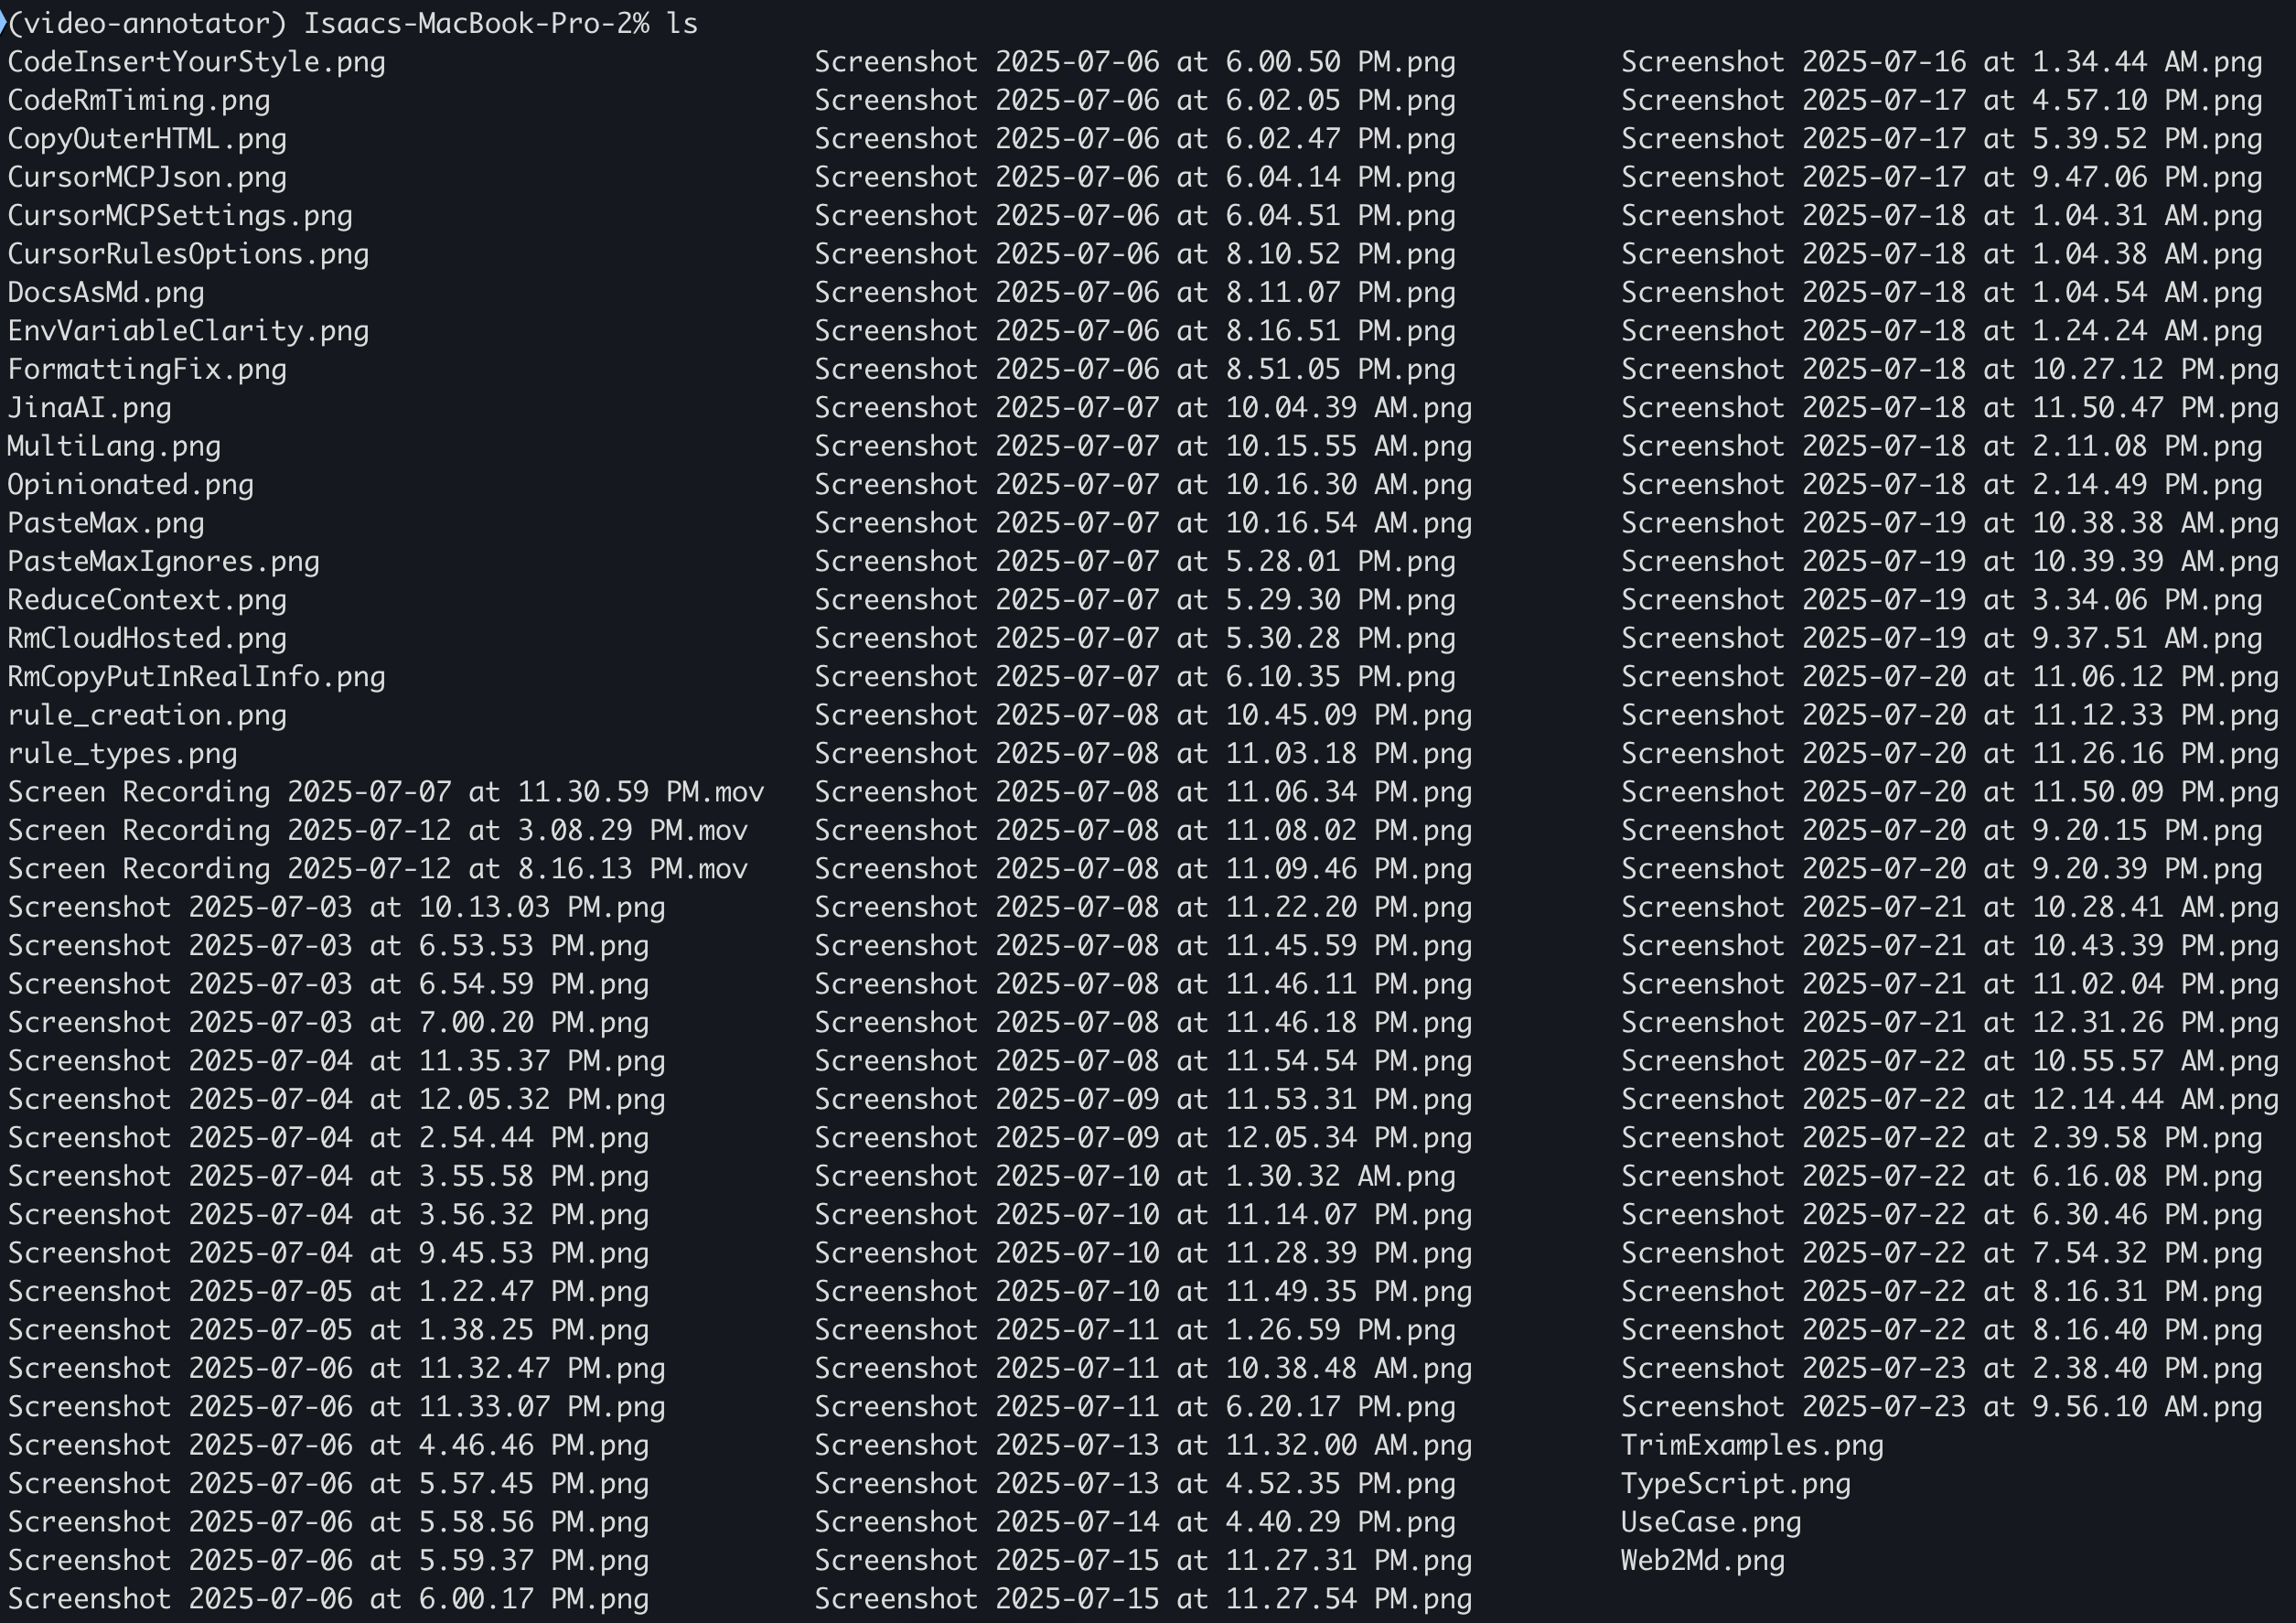 (video-annotator) Isaacs-MacBook-Pro-2% ls
CodeInsertYourStyle.png Screenshot 2025-07-06 at 6.00.50 PM.png Screenshot 2025-07-16 at 1.34.44 AM.png
CodeRmTiming.png Screenshot 2025-07-06 at 6.02.05 PM.png Screenshot 2025-07-17 at 4.57.10 PM.png
CopyOuterHTML.png Screenshot 2025-07-06 at 6.02.47 PM.png Screenshot 2025-07-17 at 5.39.52 PM.png
CursorMCPJson.png Screenshot 2025-07-06 at 6.04.14 PM.png Screenshot 2025-07-17 at 9.47.06 PM.png
CursorMCPSettings.png Screenshot 2025-07-06 at 6.04.51 PM.png Screenshot 2025-07-18 at 1.04.31 AM.png
CursorRulesOptions.png Screenshot 2025-07-06 at 8.10.52 PM.png Screenshot 2025-07-18 at 1.04.38 AM.png
DocsAsMd.png Screenshot 2025-07-06 at 8.11.07 PM.png Screenshot 2025-07-18 at 1.04.54 AM.png
EnvVariableClarity.png Screenshot 2025-07-06 at 8.16.51 PM.png Screenshot 2025-07-18 at 1.24.24 AM.png
FormattingFix.png Screenshot 2025-07-06 at 8.51.05 PM.png Screenshot 2025-07-18 at 10.27.12 PM.png
JinaAI.png Screenshot 2025-07-07 at 10.04.39 AM.png Screenshot 2025-07-18 at 11.50.47 PM.png
MultiLang.png Screenshot 2025-07-07 at 10.15.55 AM.png Screenshot 2025-07-18 at 2.11.08 PM.png
Opinionated.png Screenshot 2025-07-07 at 10.16.30 AM.png Screenshot 2025-07-18 at 2.14.49 PM.png
PasteMax.png Screenshot 2025-07-07 at 10.16.54 AM.png Screenshot 2025-07-19 at 10.38.38 AM.png
PasteMaxIgnores.png Screenshot 2025-07-07 at 5.28.01 PM.png Screenshot 2025-07-19 at 10.39.39 AM.png
ReduceContext.png Screenshot 2025-07-07 at 5.29.30 PM.png Screenshot 2025-07-19 at 3.34.06 PM.png
RmCloudHosted.png Screenshot 2025-07-07 at 5.30.28 PM.png Screenshot 2025-07-19 at 9.37.51 AM.png
RmCopyPutInRealInfo.png Screenshot 2025-07-07 at 6.10.35 PM.png Screenshot 2025-07-20 at 11.06.12 PM.png
rule_creation.png Screenshot 2025-07-08 at 10.45.09 PM.png Screenshot 2025-07-20 at 11.12.33 PM.png
rule_types.png Screenshot 2025-07-08 at 11.03.18 PM.png Screenshot 2025-07-20 at 11.26.16 PM.png
Screen Recording 2025-07-07 at 11.30.59 PM.mov Screenshot 2025-07-08 at 11.06.34 PM.png Screenshot 2025-07-20 at 11.50.09 PM.png
Screen Recording 2025-07-12 at 3.08.29 PM.mov Screenshot 2025-07-08 at 11.08.02 PM.png Screenshot 2025-07-20 at 9.20.15 PM.png
Screen Recording 2025-07-12 at 8.16.13 PM.mov Screenshot 2025-07-08 at 11.09.46 PM.png Screenshot 2025-07-20 at 9.20.39 PM.png
Screenshot 2025-07-03 at 10.13.03 PM.png Screenshot 2025-07-08 at 11.22.20 PM.png Screenshot 2025-07-21 at 10.28.41 AM.png
Screenshot 2025-07-03 at 6.53.53 PM.png Screenshot 2025-07-08 at 11.45.59 PM.png Screenshot 2025-07-21 at 10.43.39 PM.png
Screenshot 2025-07-03 at 6.54.59 PM.png Screenshot 2025-07-08 at 11.46.11 PM.png Screenshot 2025-07-21 at 11.02.04 PM.png
Screenshot 2025-07-03 at 7.00.20 PM.png Screenshot 2025-07-08 at 11.46.18 PM.png Screenshot 2025-07-21 at 12.31.26 PM.png
Screenshot 2025-07-04 at 11.35.37 PM.png Screenshot 2025-07-08 at 11.54.54 PM.png Screenshot 2025-07-22 at 10.55.57 AM.png
Screenshot 2025-07-04 at 12.05.32 PM.png Screenshot 2025-07-09 at 11.53.31 PM.png Screenshot 2025-07-22 at 12.14.44 AM.png
Screenshot 2025-07-04 at 2.54.44 PM.png Screenshot 2025-07-09 at 12.05.34 PM.png Screenshot 2025-07-22 at 2.39.58 PM.png
Screenshot 2025-07-04 at 3.55.58 PM.png Screenshot 2025-07-10 at 1.30.32 AM.png Screenshot 2025-07-22 at 6.16.08 PM.png
Screenshot 2025-07-04 at 3.56.32 PM.png Screenshot 2025-07-10 at 11.14.07 PM.png Screenshot 2025-07-22 at 6.30.46 PM.png
Screenshot 2025-07-04 at 9.45.53 PM.png Screenshot 2025-07-10 at 11.28.39 PM.png Screenshot 2025-07-22 at 7.54.32 PM.png
Screenshot 2025-07-05 at 1.22.47 PM.png Screenshot 2025-07-10 at 11.49.35 PM.png Screenshot 2025-07-22 at 8.16.31 PM.png
Screenshot 2025-07-05 at 1.38.25 PM.png Screenshot 2025-07-11 at 1.26.59 PM.png Screenshot 2025-07-22 at 8.16.40 PM.png
Screenshot 2025-07-06 at 11.32.47 PM.png Screenshot 2025-07-11 at 10.38.48 AM.png Screenshot 2025-07-23 at 2.38.40 PM.png
Screenshot 2025-07-06 at 11.33.07 PM.png Screenshot 2025-07-11 at 6.20.17 PM.png Screenshot 2025-07-23 at 9.56.10 AM.png
Screenshot 2025-07-06 at 4.46.46 PM.png Screenshot 2025-07-13 at 11.32.00 AM.png TrimExamples.png
Screenshot 2025-07-06 at 5.57.45 PM.png Screenshot 2025-07-13 at 4.52.35 PM.png TypeScript.png
Screenshot 2025-07-06 at 5.58.56 PM.png Screenshot 2025-07-14 at 4.40.29 PM.png UseCase.png
Screenshot 2025-07-06 at 5.59.37 PM.png Screenshot 2025-07-15 at 11.27.31 PM.png Web2Md.png
Screenshot 2025-07-06 at 6.00.17 PM.png Screenshot 2025-07-15 at 11.27.54 PM.png